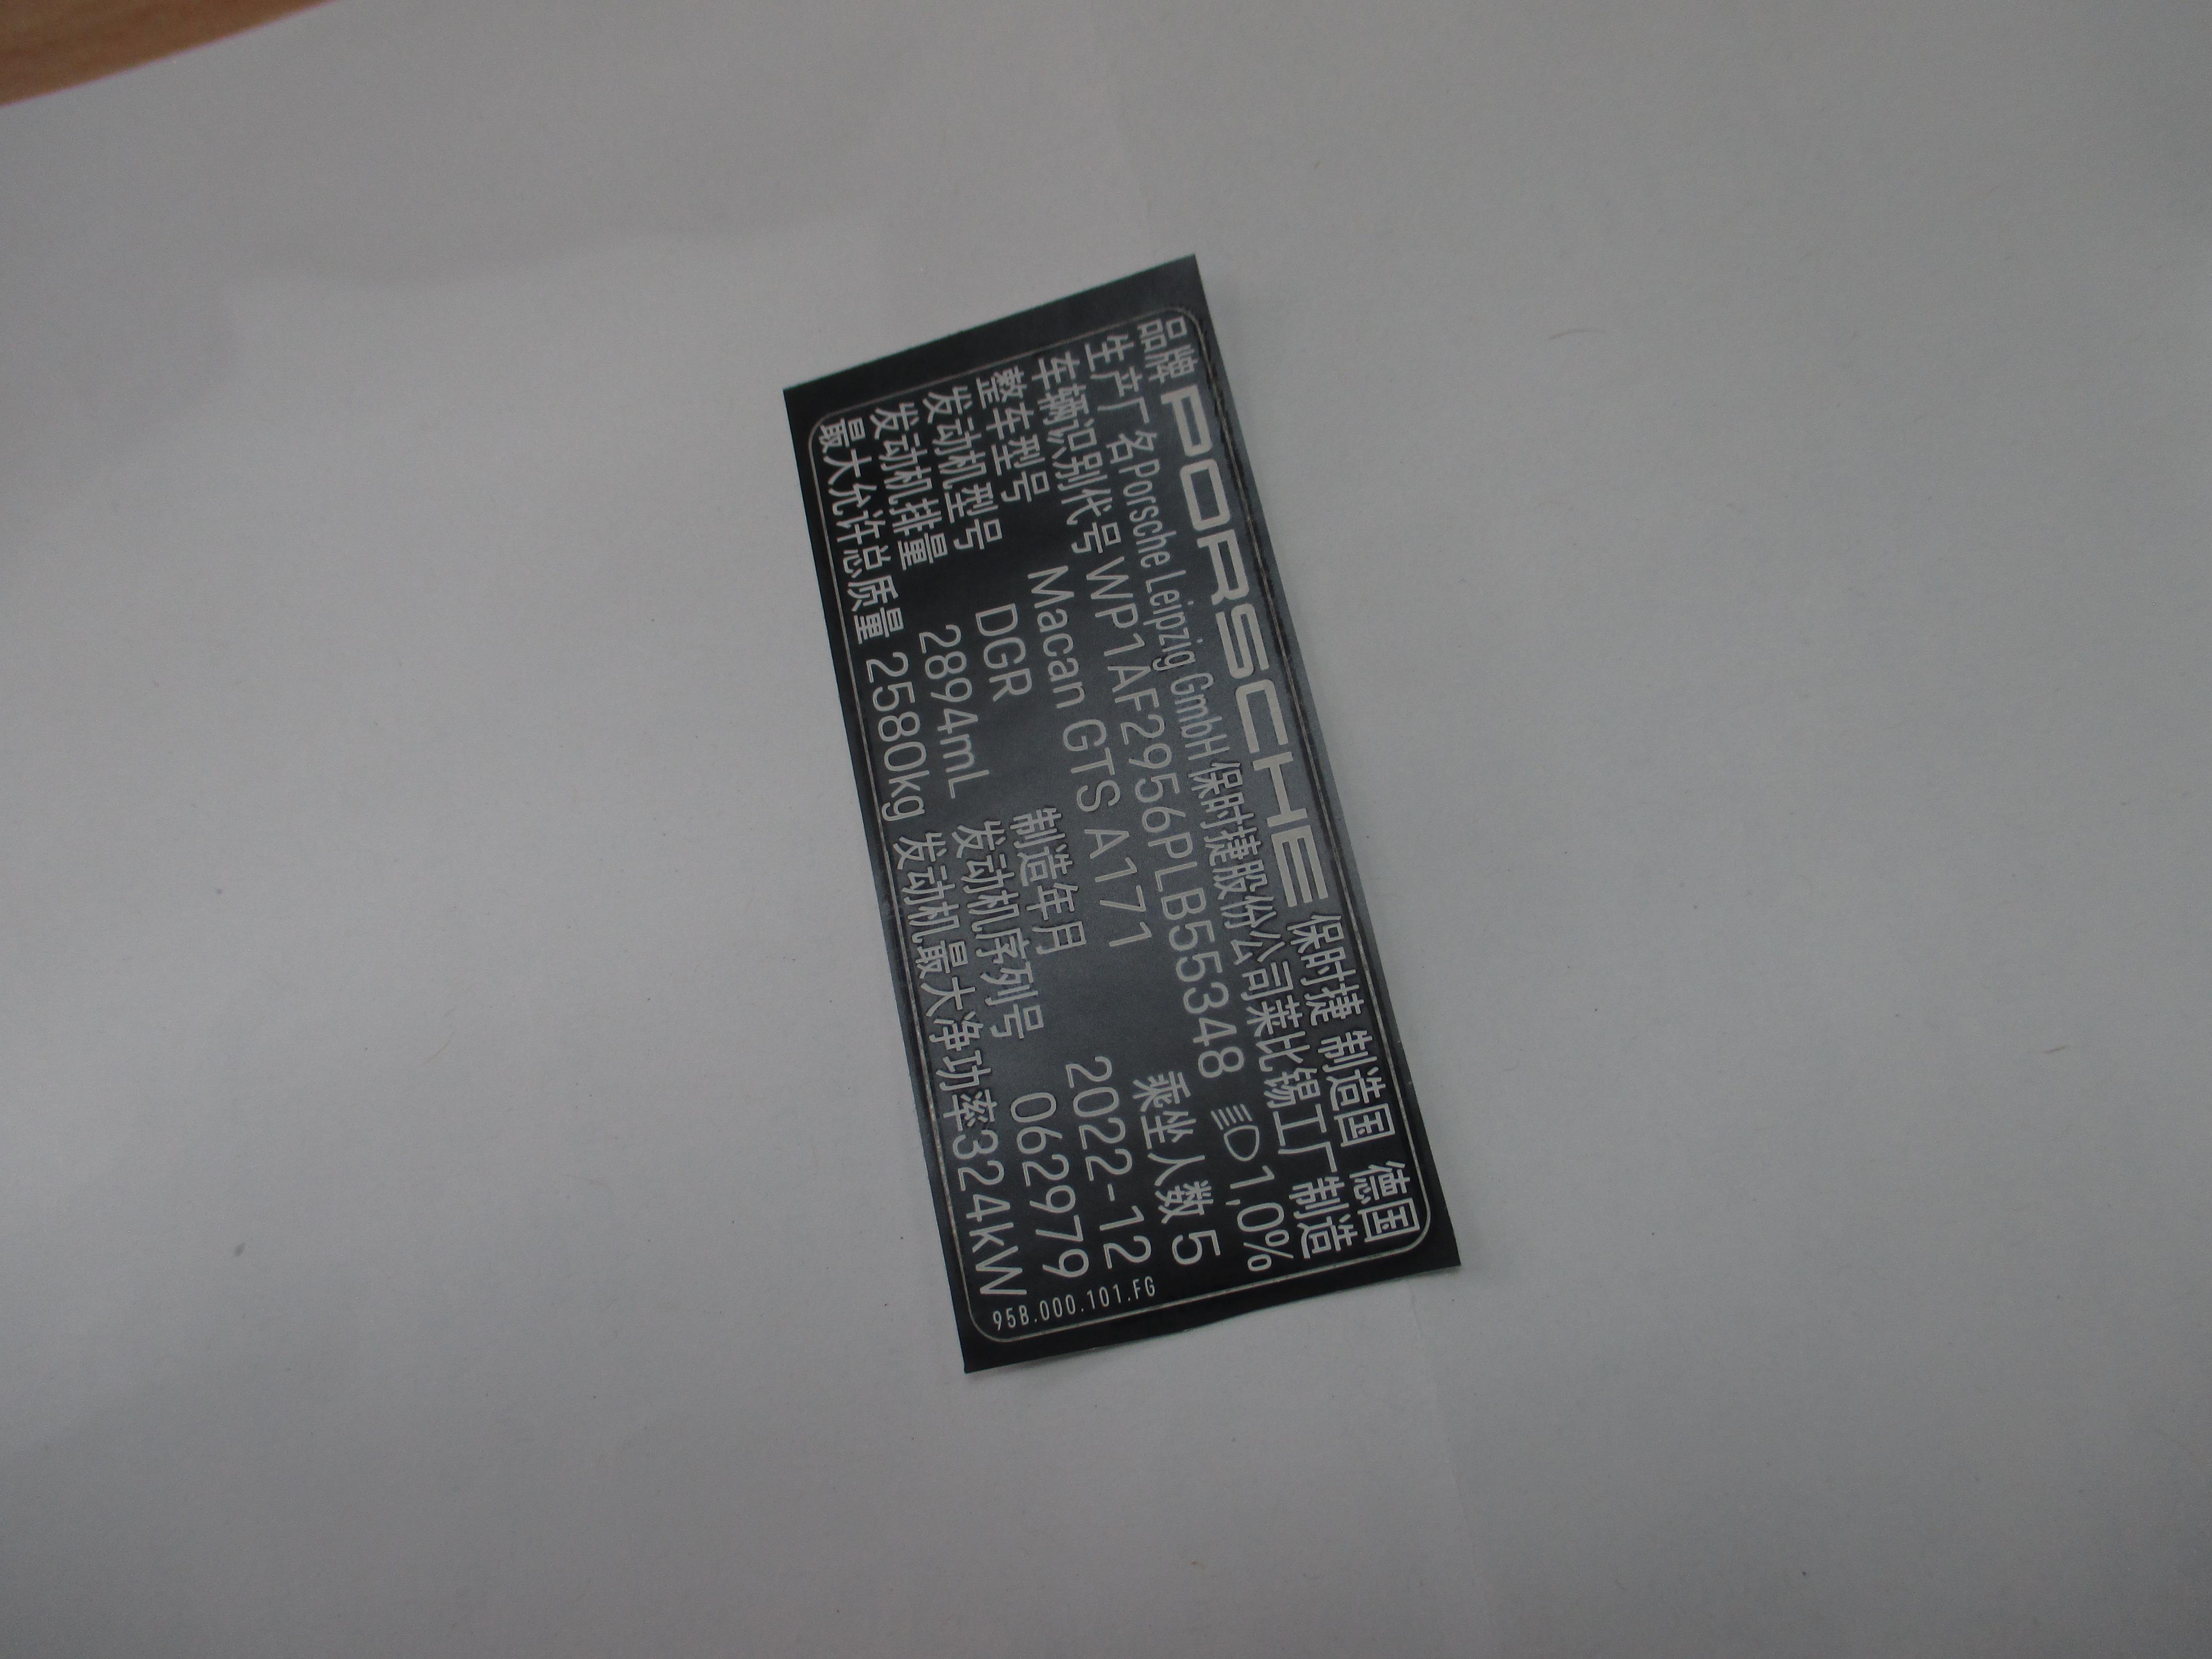 品牌 PORSCHE 保时捷 制造国 德国
生产厂名Porsche Leipzig GmbH 保时捷股份公司莱比锡工厂制造
车辆识别代号 WP1AF2956PLB55348 1,0%
整车型号 Macan GTS A171 乘坐人数 5
发动机型号 DGR 制造年月 2022-12
发动机排量 2894mL 发动机序列号 062979
最大允许总质量 2580kg 发动机最大净功率324kW
95B.000.101.FG